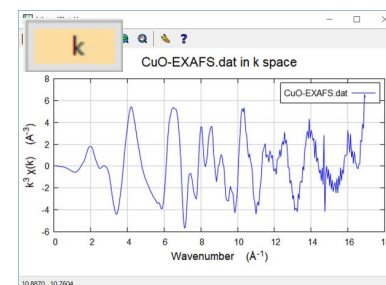 k
?
CuO-EXAFS.dat in k space
CuO-EXAFS.dat
8
6
4
2
0
-2
-4
-6
k³ χ(k) (Å⁻³)
0 2 4 6 8 10 12 14 16 18
Wavenumber (Å⁻¹)
10.8870, 10.7604